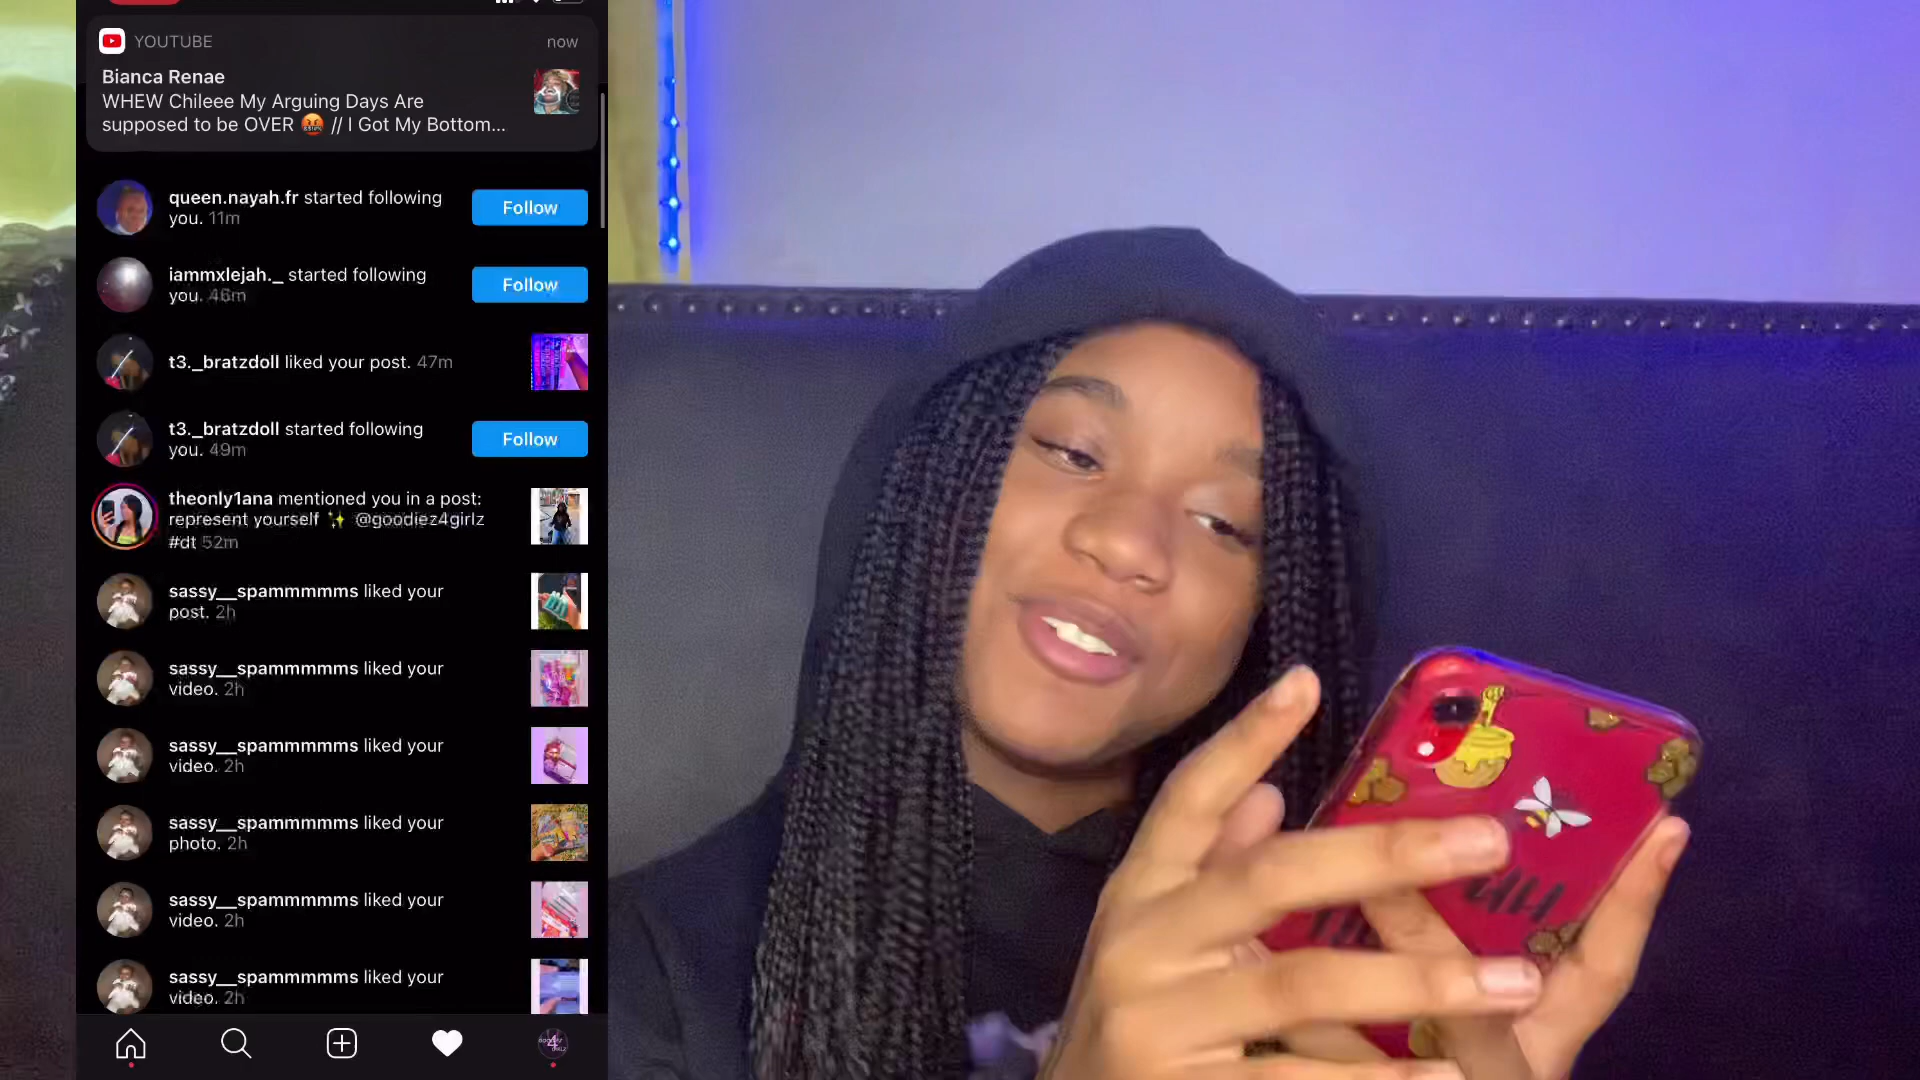 YOUTUBE
now
Bianca Renae
WHEW Chileee My Arguing Days Are
supposed to be OVER 🤬 // I Got My Bottom...
queen.nayah.fr started following
you. 11m
Follow
iammxlejah._ started following
you. 46m
Follow
t3._bratzdoll liked your post. 47m
t3._bratzdoll started following
you. 49m
Follow
theonly1ana mentioned you in a post:
represent yourself ✨ @goodiez4girlz
#dt 52m
sassy__spammmmms liked your
post. 2h
sassy__spammmmms liked your
video. 2h
sassy__spammmmms liked your
video. 2h
sassy__spammmmms liked your
photo. 2h
sassy__spammmmms liked your
video. 2h
sassy__spammmmms liked your
video. 2h